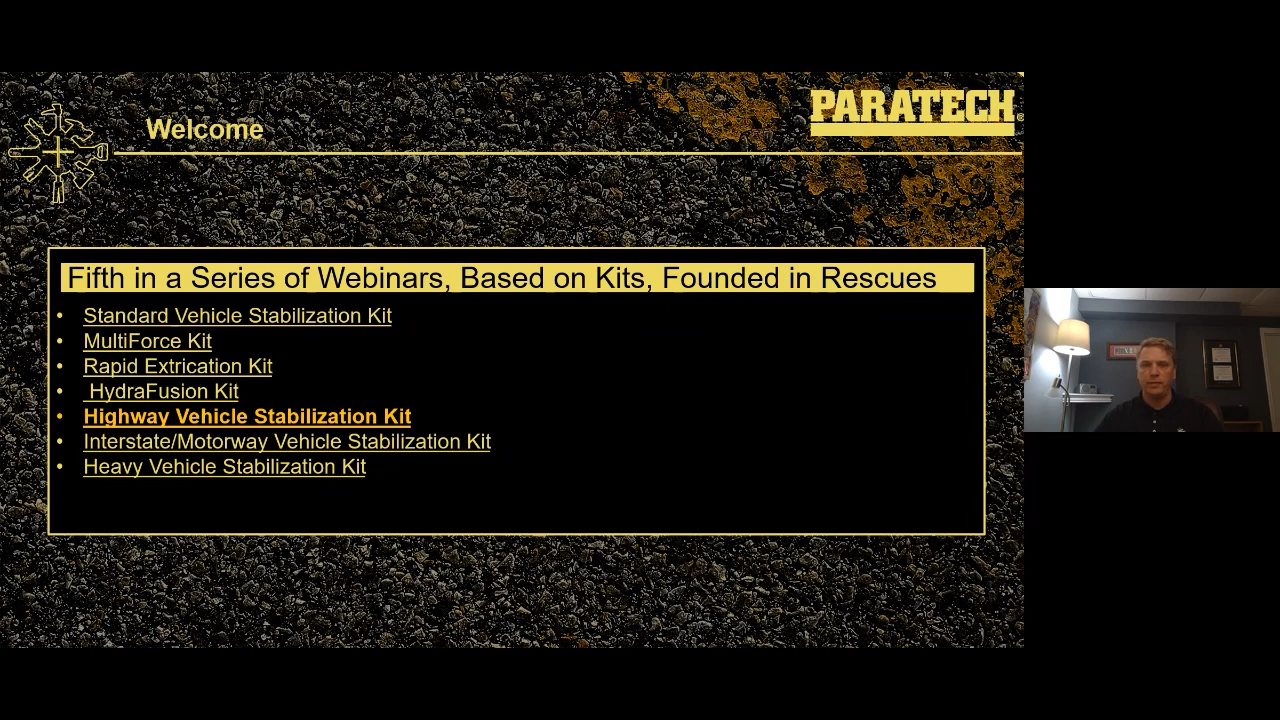 PARATECH®
Welcome
Fifth in a Series of Webinars, Based on Kits, Founded in Rescues
• Standard Vehicle Stabilization Kit
• MultiForce Kit
• Rapid Extrication Kit
• HydraFusion Kit
• Highway Vehicle Stabilization Kit
• Interstate/Motorway Vehicle Stabilization Kit
• Heavy Vehicle Stabilization Kit